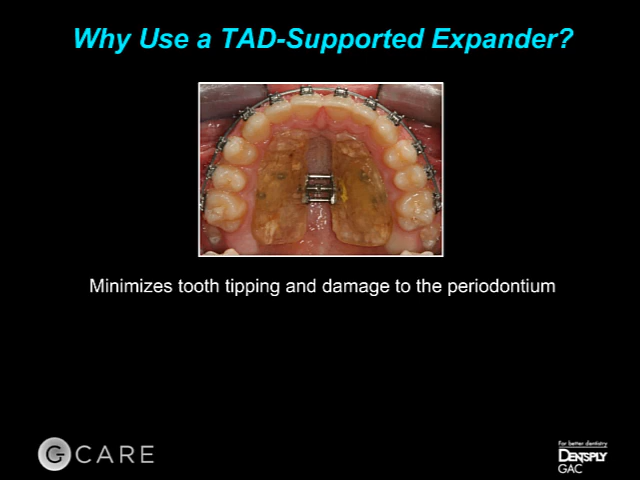 Why Use a TAD-Supported Expander?
Minimizes tooth tipping and damage to the periodontium
G CARE
For better dentistry
DENTSPLY
GAC